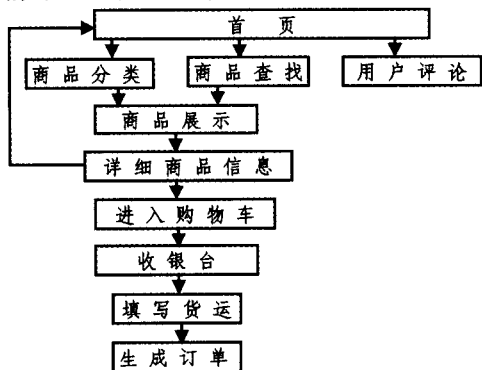 首页
商品分类 商品查找 用户评论
商品展示
详细商品信息
进入购物车
收银台
填写货运
生成订单